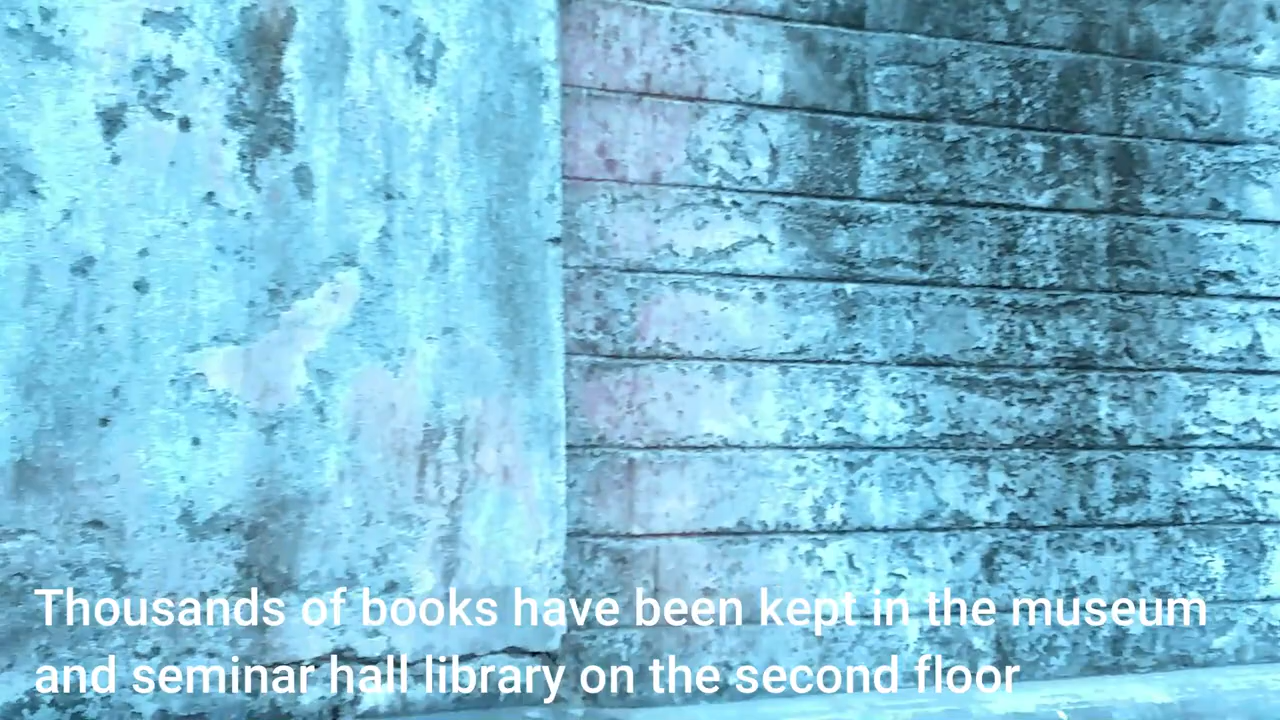 Thousands of books have been kept in the museum
and seminar hall library on the second floor